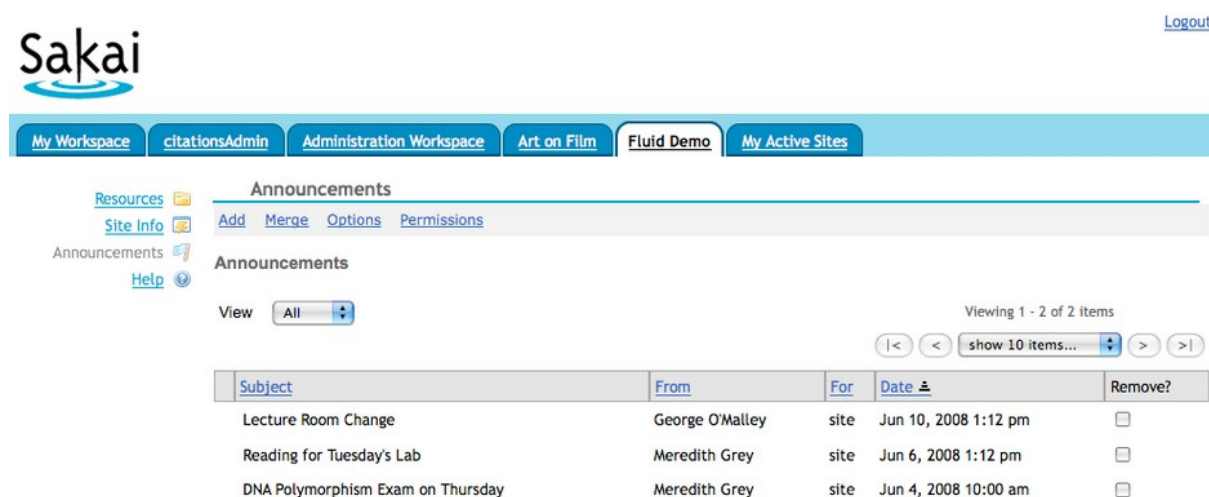 Logout
Sakai
My Workspace citationsAdmin Administration Workspace Art on Film Fluid Demo My Active Sites
Resources
Site Info
Announcements
Help
Announcements
Add Merge Options Permissions
Announcements
View All
Viewing 1 - 2 of 2 items
|< < show 10 items... > >|
Subject From For Date Remove?
Lecture Room Change George O'Malley site Jun 10, 2008 1:12 pm
Reading for Tuesday's Lab Meredith Grey site Jun 6, 2008 1:12 pm
DNA Polymorphism Exam on Thursday Meredith Grey site Jun 4, 2008 10:00 am